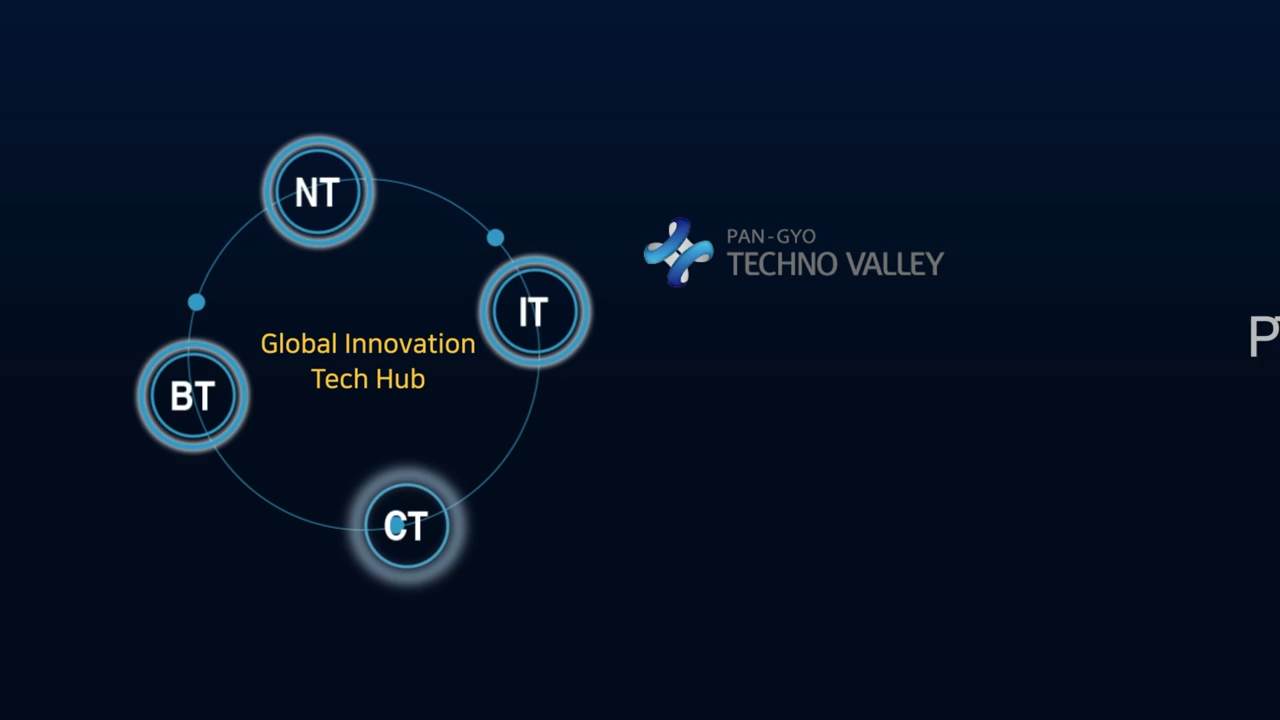 NT
PAN-GYO
TECHNO VALLEY
IT
Global Innovation
Tech Hub
BT
CT